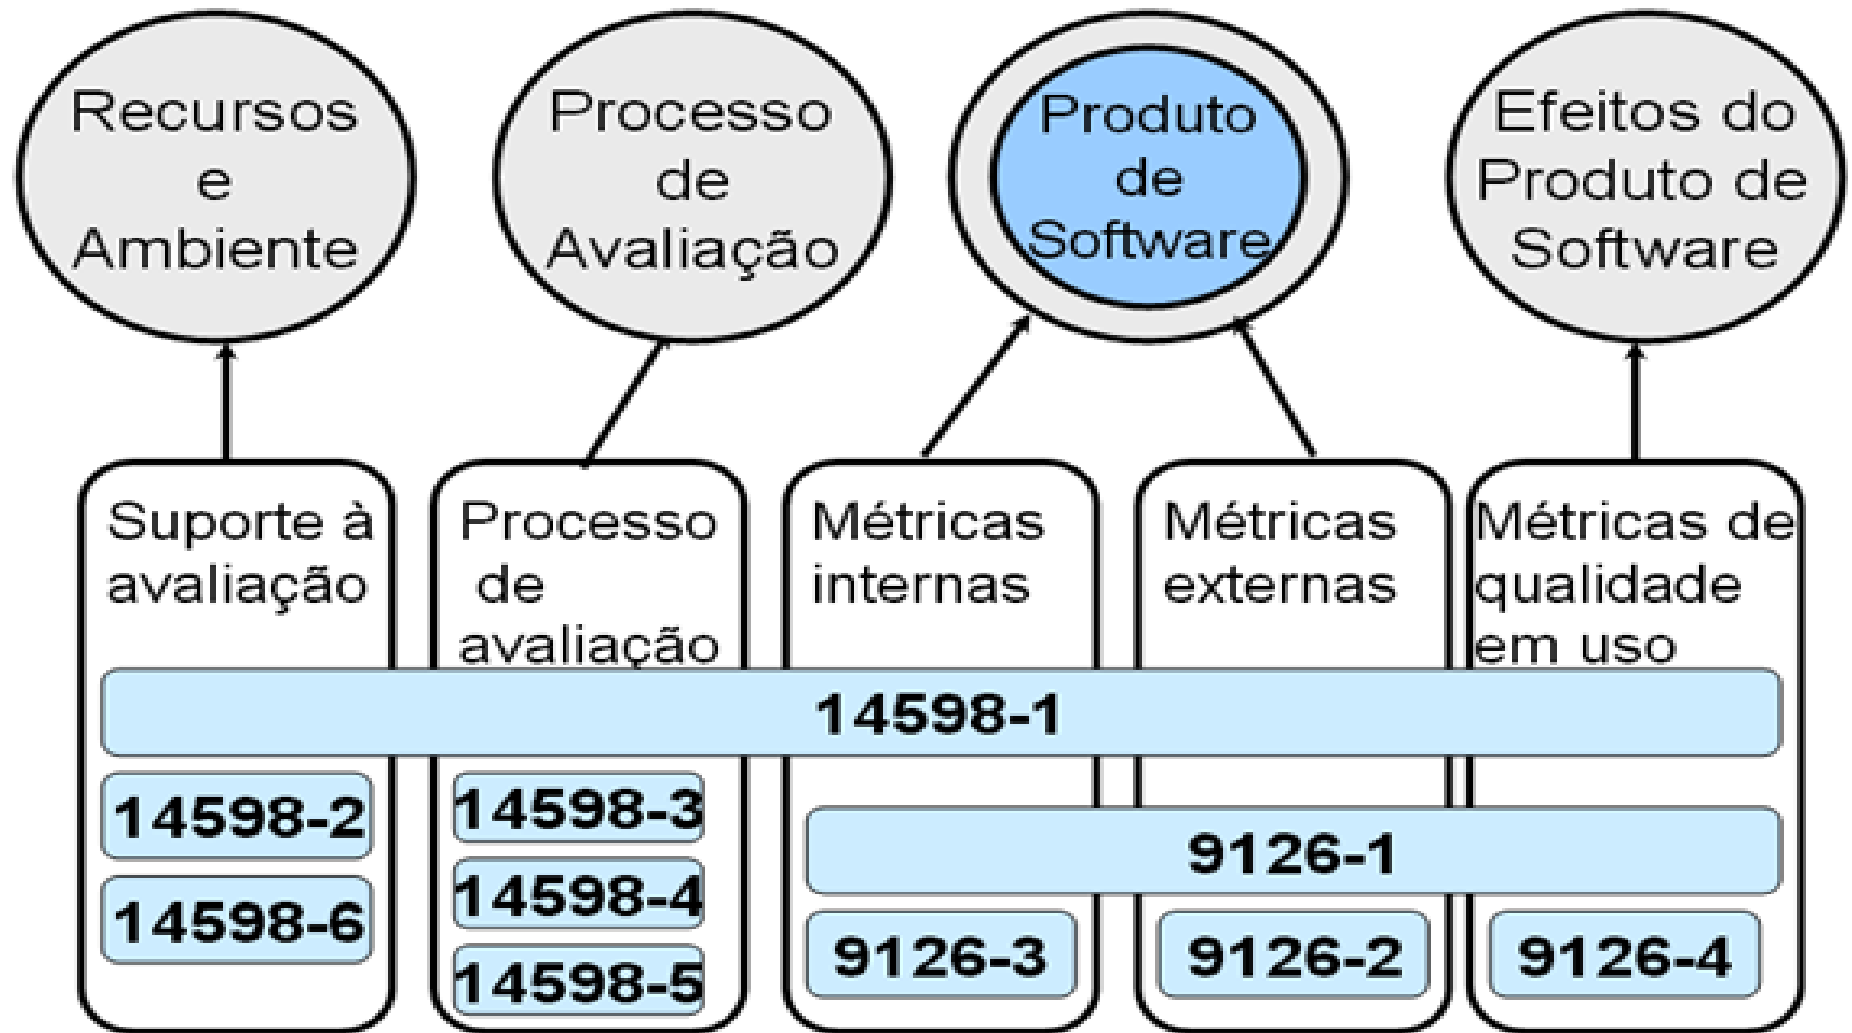 Recursos
e
Ambiente
Processo
de
Avaliação
Produto
de
Software
Efeitos do
Produto de
Software
Suporte à
avaliação
Processo
de
avaliação
Métricas
internas
Métricas
externas
Métricas de
qualidade
em uso
14598-1
14598-2
14598-6
14598-3
14598-4
14598-5
9126-1
9126-3
9126-2
9126-4